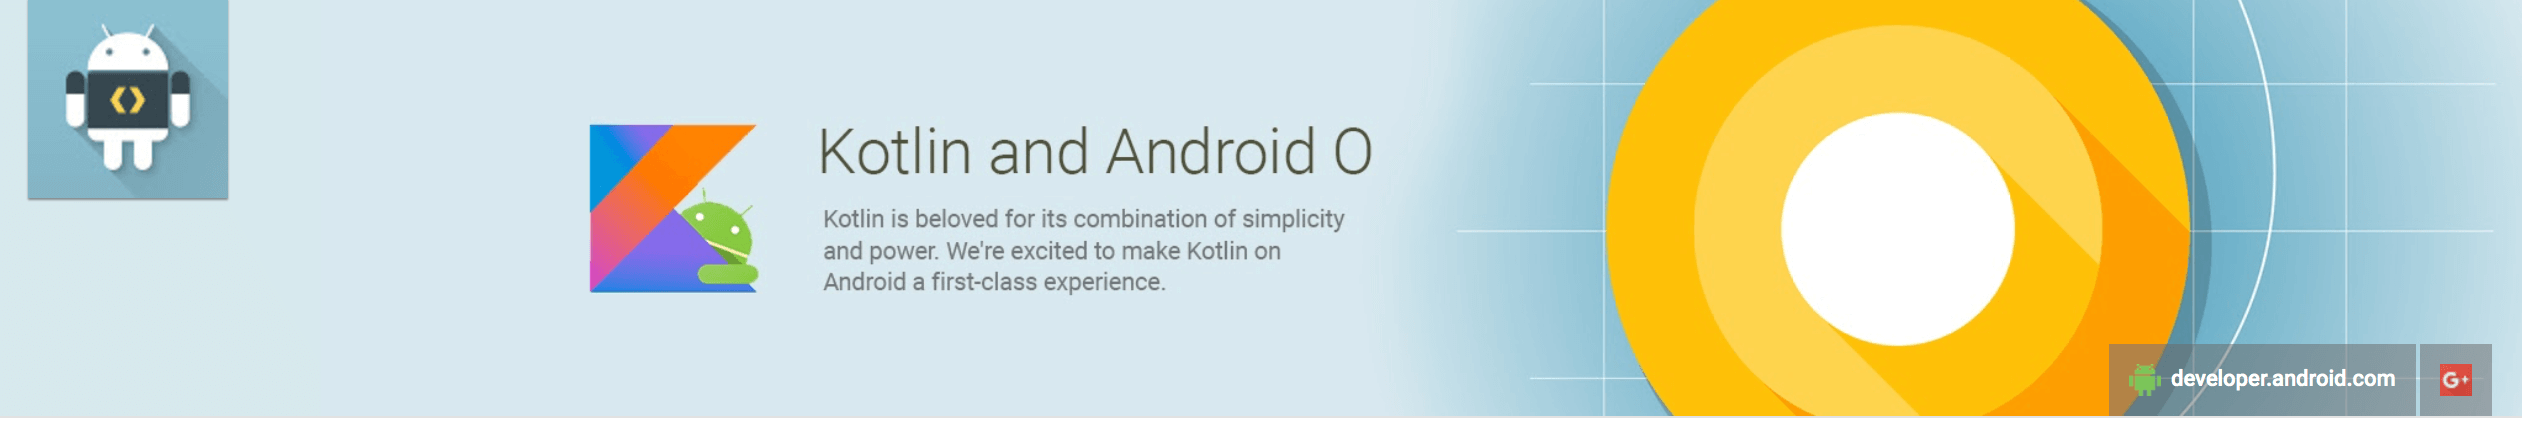 Kotlin and Android O
Kotlin is beloved for its combination of simplicity
and power. We're excited to make Kotlin on
Android a first-class experience.
developer.android.com
G+